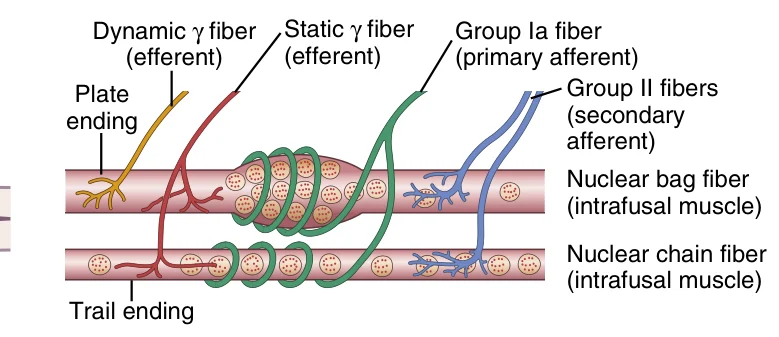 Dynamic γ fiber
(efferent)
Static γ fiber
(efferent)
Group Ia fiber
(primary afferent)
Group II fibers
(secondary
afferent)
Plate
ending
Nuclear bag fiber
(intrafusal muscle)
Nuclear chain fiber
(intrafusal muscle)
Trail ending